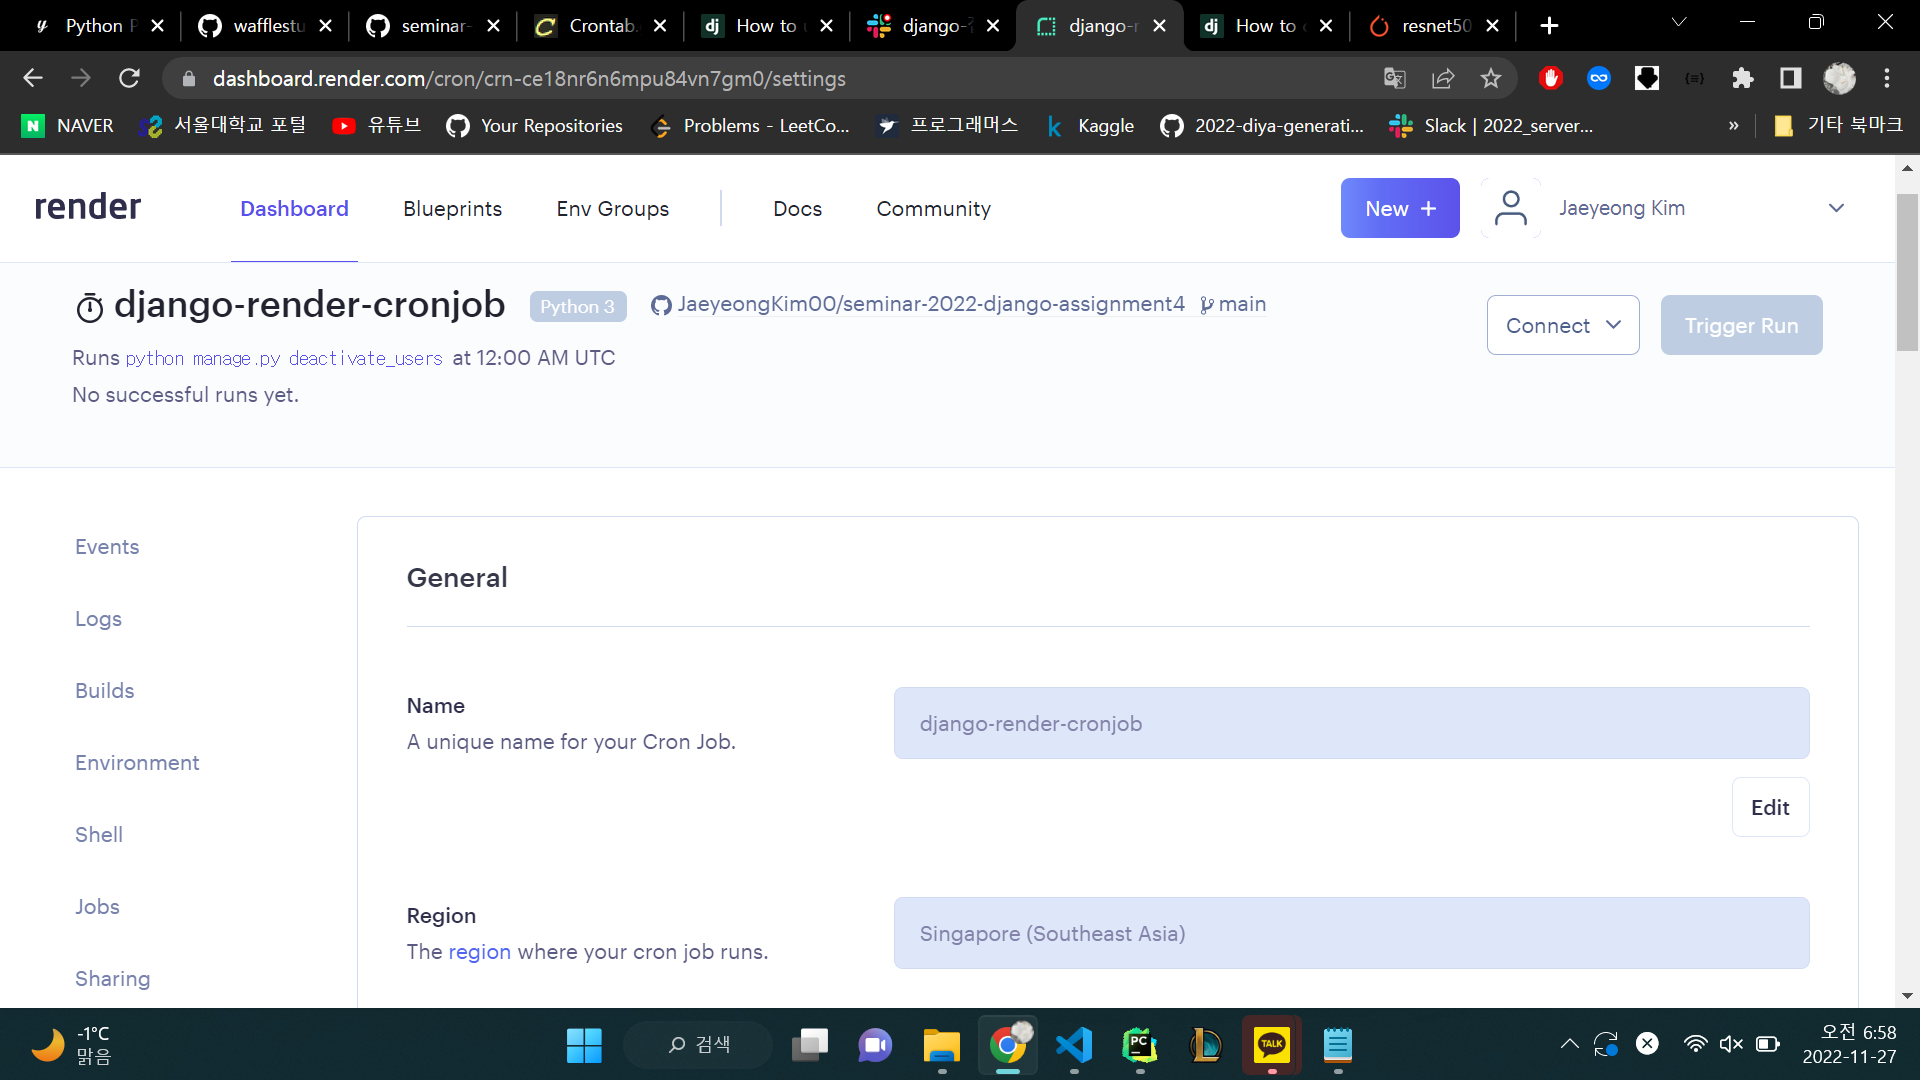 Python P
wafflestu
seminar-
Crontab.
How to u
django-
django-r
How to c
resnet50
dashboard.render.com/cron/crn-ce18nr6n6mpu84vn7gm0/settings
NAVER
서울대학교 포털
유튜브
Your Repositories
Problems - LeetCo...
프로그래머스
Kaggle
2022-diya-generati...
Slack | 2022_server...
»
기타 북마크
render
Dashboard
Blueprints
Env Groups
Docs
Community
New +
Jaeyeong Kim
django-render-cronjob
Python 3
JaeyeongKim00/seminar-2022-django-assignment4
main
Connect
Trigger Run
Runs python manage.py deactivate_users at 12:00 AM UTC
No successful runs yet.
Events
Logs
Builds
Environment
Shell
Jobs
Sharing
General
Name
A unique name for your Cron Job.
django-render-cronjob
Edit
Region
The region where your cron job runs.
Singapore (Southeast Asia)
-1°C
맑음
검색
PC
TALK
오전 6:58
2022-11-27